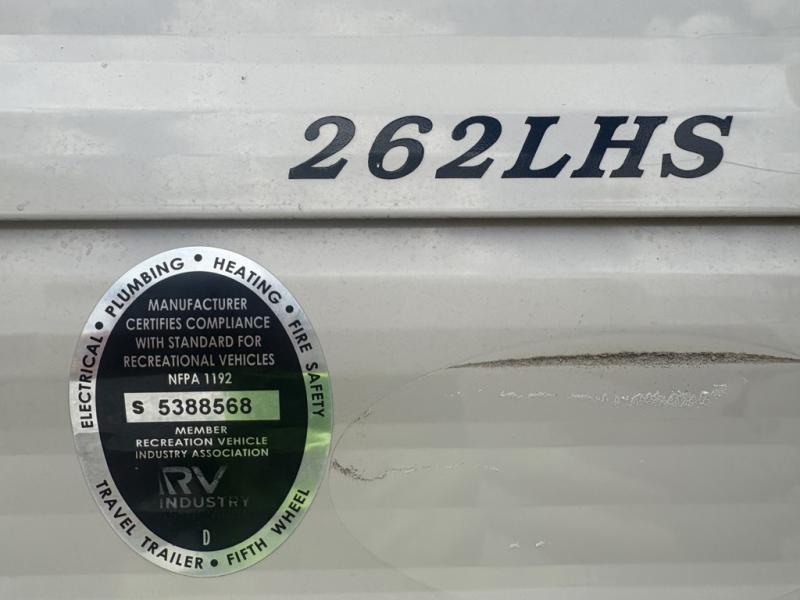 262LHS
ELECTRICAL • PLUMBING • HEATING • FIRE SAFETY
MANUFACTURER
CERTIFIES COMPLIANCE
WITH STANDARD FOR
RECREATIONAL VEHICLES
NFPA 1192
S 5388568
MEMBER
RECREATION VEHICLE
INDUSTRY ASSOCIATION
RV
INDUSTRY
D
TRAVEL TRAILER • FIFTH WHEEL